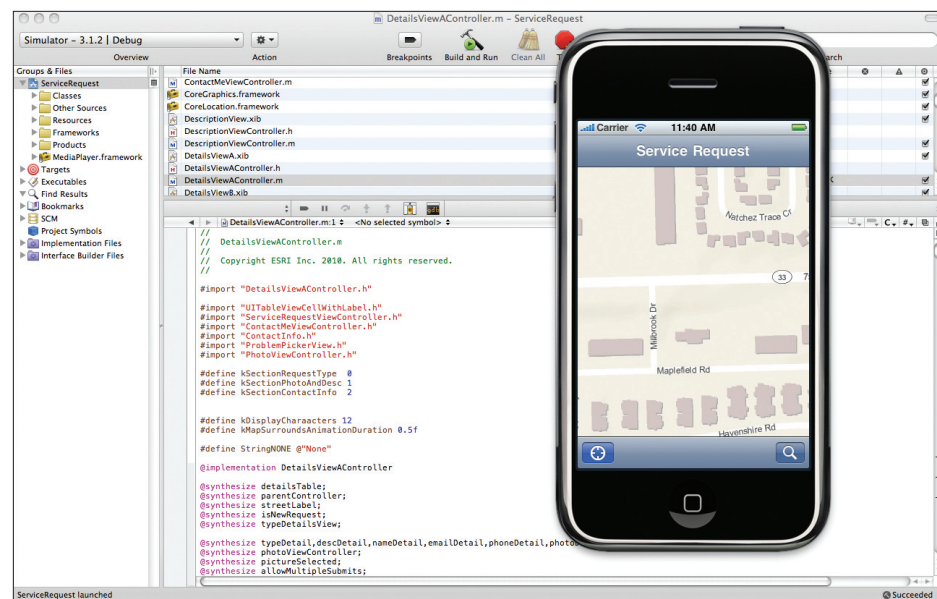 DetailsViewAController.m - ServiceRequest
Simulator - 3.1.2 | Debug
Overview
Action
Breakpoints
Build and Run
Clean All
Groups & Files
ServiceRequest
Classes
Other Sources
Resources
Frameworks
Products
MediaPlayer.framework
Targets
Executables
Find Results
Bookmarks
SCM
Project Symbols
Implementation Files
Interface Builder Files
File Name
ContactMeViewController.m
CoreGraphics.framework
CoreLocation.framework
DescriptionView.xib
DescriptionViewController.h
DescriptionViewController.m
DetailsViewA.xib
DetailsViewAController.h
DetailsViewAController.m
DetailsViewB.xib
DetailsViewAController.m:1 <No selected symbol>
C, #,
//
// DetailsViewAController.m
//
// Copyright ESRI Inc. 2010. All rights reserved.
//
#import "DetailsViewAController.h"
#import "UITableViewCellWithLabel.h"
#import "ServiceRequestViewController.h"
#import "ContactMeViewController.h"
#import "ContactInfo.h"
#import "ProblemPickerView.h"
#import "PhotoViewController.h"
#define kSectionRequestType 0
#define kSectionPhotoAndDesc 1
#define kSectionContactInfo 2
#define kDisplayCharaacters 12
#define kMapSurroundsAnimationDuration 0.5f
#define StringNONE @"None"
@implementation DetailsViewAController
@synthesize detailsTable;
@synthesize parentController;
@synthesize streetLabel;
@synthesize isNewRequest;
@synthesize typeDetailsView;
@synthesize typeDetail,descDetail,nameDetail,emailDetail,phoneDetail,
@synthesize photoViewController;
@synthesize pictureSelected;
@synthesize allowMultipleSubmits;
Carrier 11:40 AM
Service Request
Natchez Trace Ct
33
Millbrook Dr
Maplefield Rd
Havenshire Rd
ServiceRequest launched
Succeeded